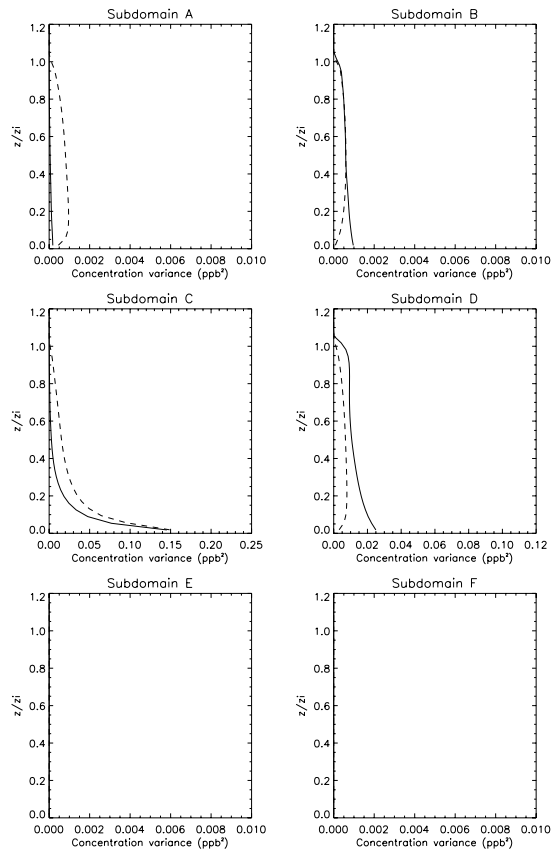 Subdomain A
1.2
1.0
0.8
0.6
0.4
0.2
0.0
z/zi
0.000 0.002 0.004 0.006 0.008 0.010
Concentration variance (ppb²)
Subdomain B
1.2
1.0
0.8
0.6
0.4
0.2
0.0
z/zi
0.000 0.002 0.004 0.006 0.008 0.010
Concentration variance (ppb²)
Subdomain C
1.2
1.0
0.8
0.6
0.4
0.2
0.0
z/zi
0.00 0.05 0.10 0.15 0.20 0.25
Concentration variance (ppb²)
Subdomain D
1.2
1.0
0.8
0.6
0.4
0.2
0.0
z/zi
0.00 0.02 0.04 0.06 0.08 0.10 0.12
Concentration variance (ppb²)
Subdomain E
1.2
1.0
0.8
0.6
0.4
0.2
0.0
z/zi
0.000 0.002 0.004 0.006 0.008 0.010
Concentration variance (ppb²)
Subdomain F
1.2
1.0
0.8
0.6
0.4
0.2
0.0
z/zi
0.000 0.002 0.004 0.006 0.008 0.010
Concentration variance (ppb²)